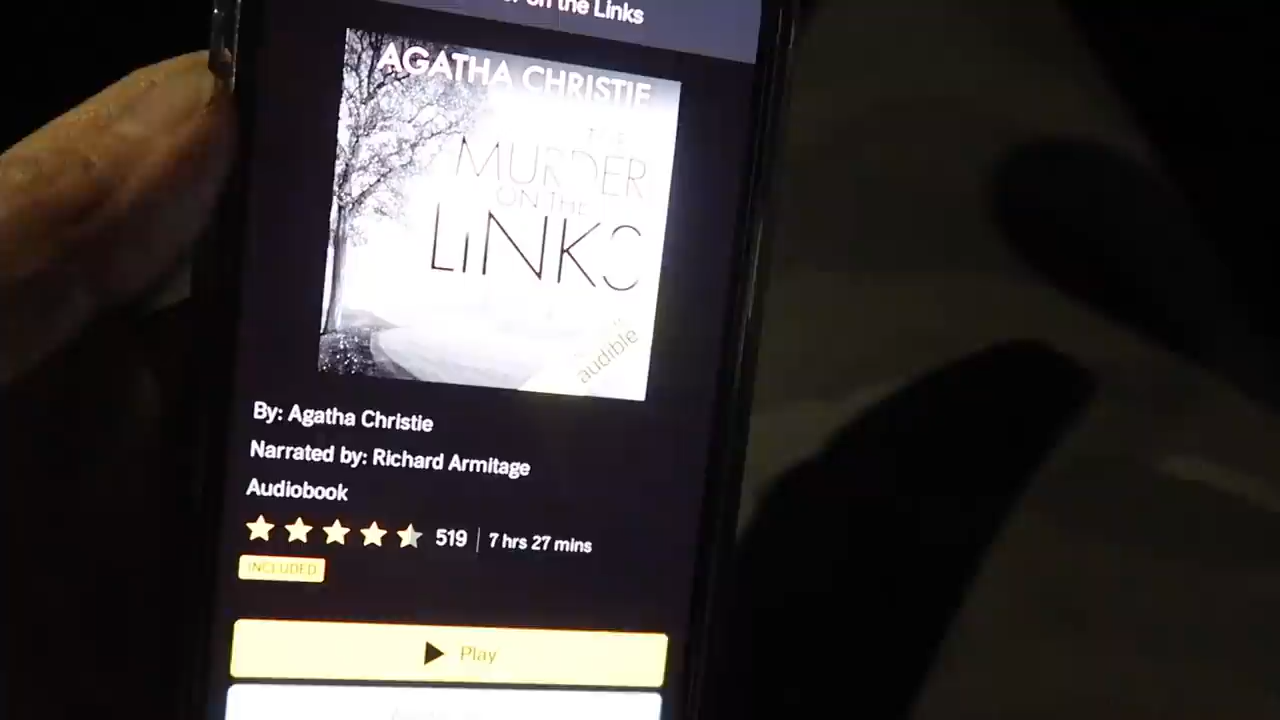 on the Links
AGATHA CHRISTIE
THE
MURDER
ON THE
LiNKS
audible
By: Agatha Christie
Narrated by: Richard Armitage
Audiobook
519 | 7 hrs 27 mins
INCLUDED
Play